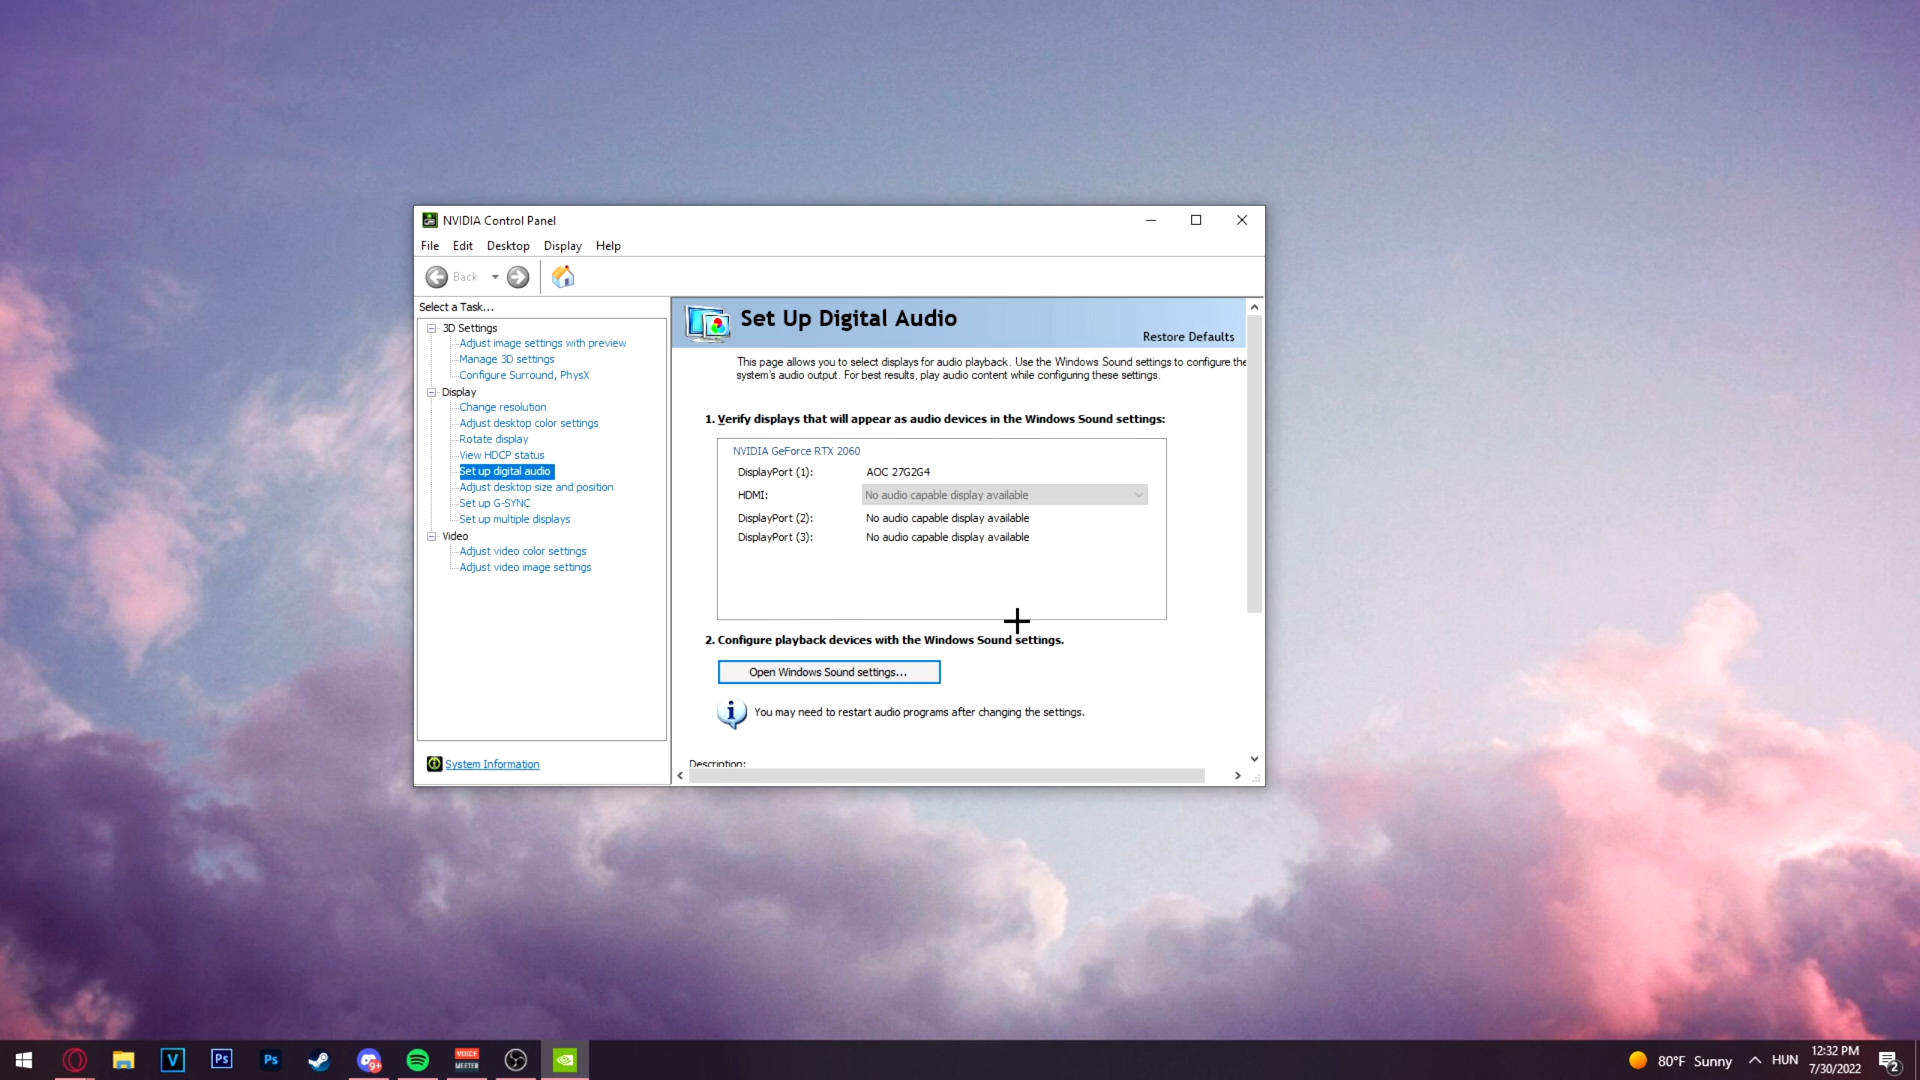 NVIDIA Control Panel
File Edit Desktop Display Help
Back
Select a Task...
3D Settings
Adjust image settings with preview
Manage 3D settings
Configure Surround, PhysX
Display
Change resolution
Adjust desktop color settings
Rotate display
View HDCP status
Set up digital audio
Adjust desktop size and position
Set up G-SYNC
Set up multiple displays
Video
Adjust video color settings
Adjust video image settings
System Information
Set Up Digital Audio
Restore Defaults
This page allows you to select displays for audio playback. Use the Windows Sound settings to configure the
system's audio output. For best results, play audio content while configuring these settings.
1. Verify displays that will appear as audio devices in the Windows Sound settings:
NVIDIA GeForce RTX 2060
DisplayPort (1): AOC 27G2G4
HDMI: No audio capable display available
DisplayPort (2): No audio capable display available
DisplayPort (3): No audio capable display available
2. Configure playback devices with the Windows Sound settings.
Open Windows Sound settings...
You may need to restart audio programs after changing the settings.
Description:
V Ps Ps 9+ VOICE
MEETER
80°F Sunny HUN 12:32 PM
7/30/2022
2